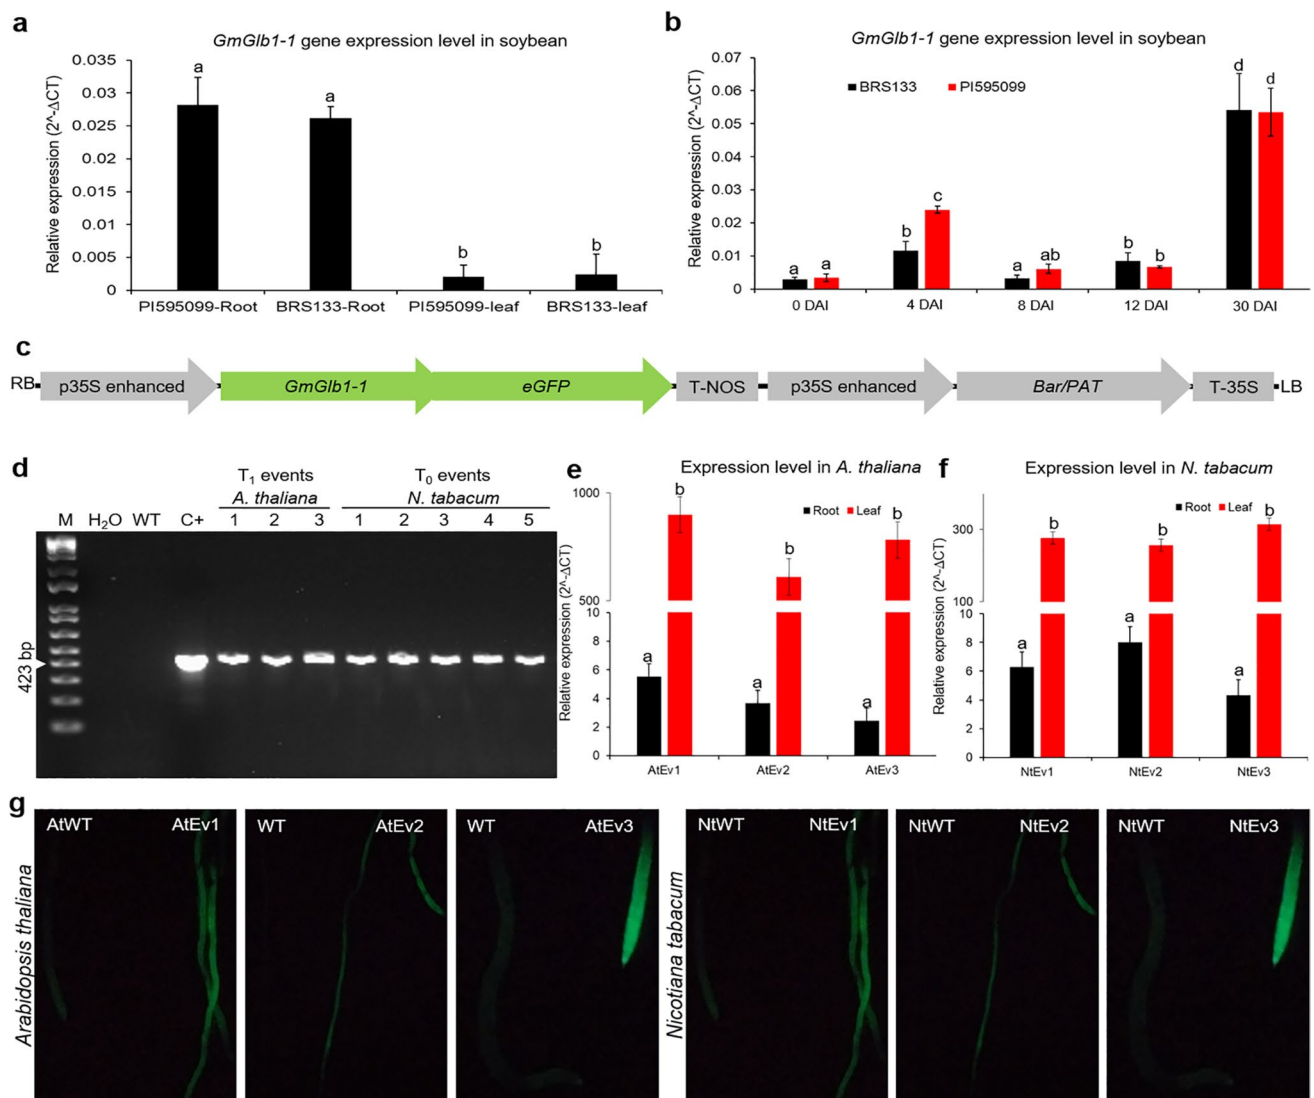 a
GmGlb1-1 gene expression level in soybean
Relative expression (2^-ΔCT)
0.035
0.03
0.025
0.02
0.015
0.01
0.005
0
a
a
b
b
PI595099-Root
BRS133-Root
PI595099-leaf
BRS133-leaf
b
GmGlb1-1 gene expression level in soybean
Relative expression (2^-ΔCT)
0.07
0.06
0.05
0.04
0.03
0.02
0.01
0
BRS133
PI595099
a
a
b
c
a
ab
b
b
d
d
0 DAI
4 DAI
8 DAI
12 DAI
30 DAI
c
RB
p35S enhanced
GmGlb1-1
eGFP
T-NOS
p35S enhanced
Bar/PAT
T-35S
LB
d
T1 events
A. thaliana
T0 events
N. tabacum
M H2O WT C+ 1 2 3 1 2 3 4 5
423 bp
e
Expression level in A. thaliana
Relative expression (2^-ΔCT)
1000
500
10
8
6
4
2
0
Root
Leaf
a
b
a
b
a
b
AtEv1
AtEv2
AtEv3
f
Expression level in N. tabacum
300
100
10
8
6
4
2
0
Root
Leaf
a
b
a
b
a
b
NtEv1
NtEv2
NtEv3
g
Arabidopsis thaliana
AtWT
AtEv1
WT
AtEv2
WT
AtEv3
Nicotiana tabacum
NtWT
NtEv1
NtWT
NtEv2
NtWT
NtEv3